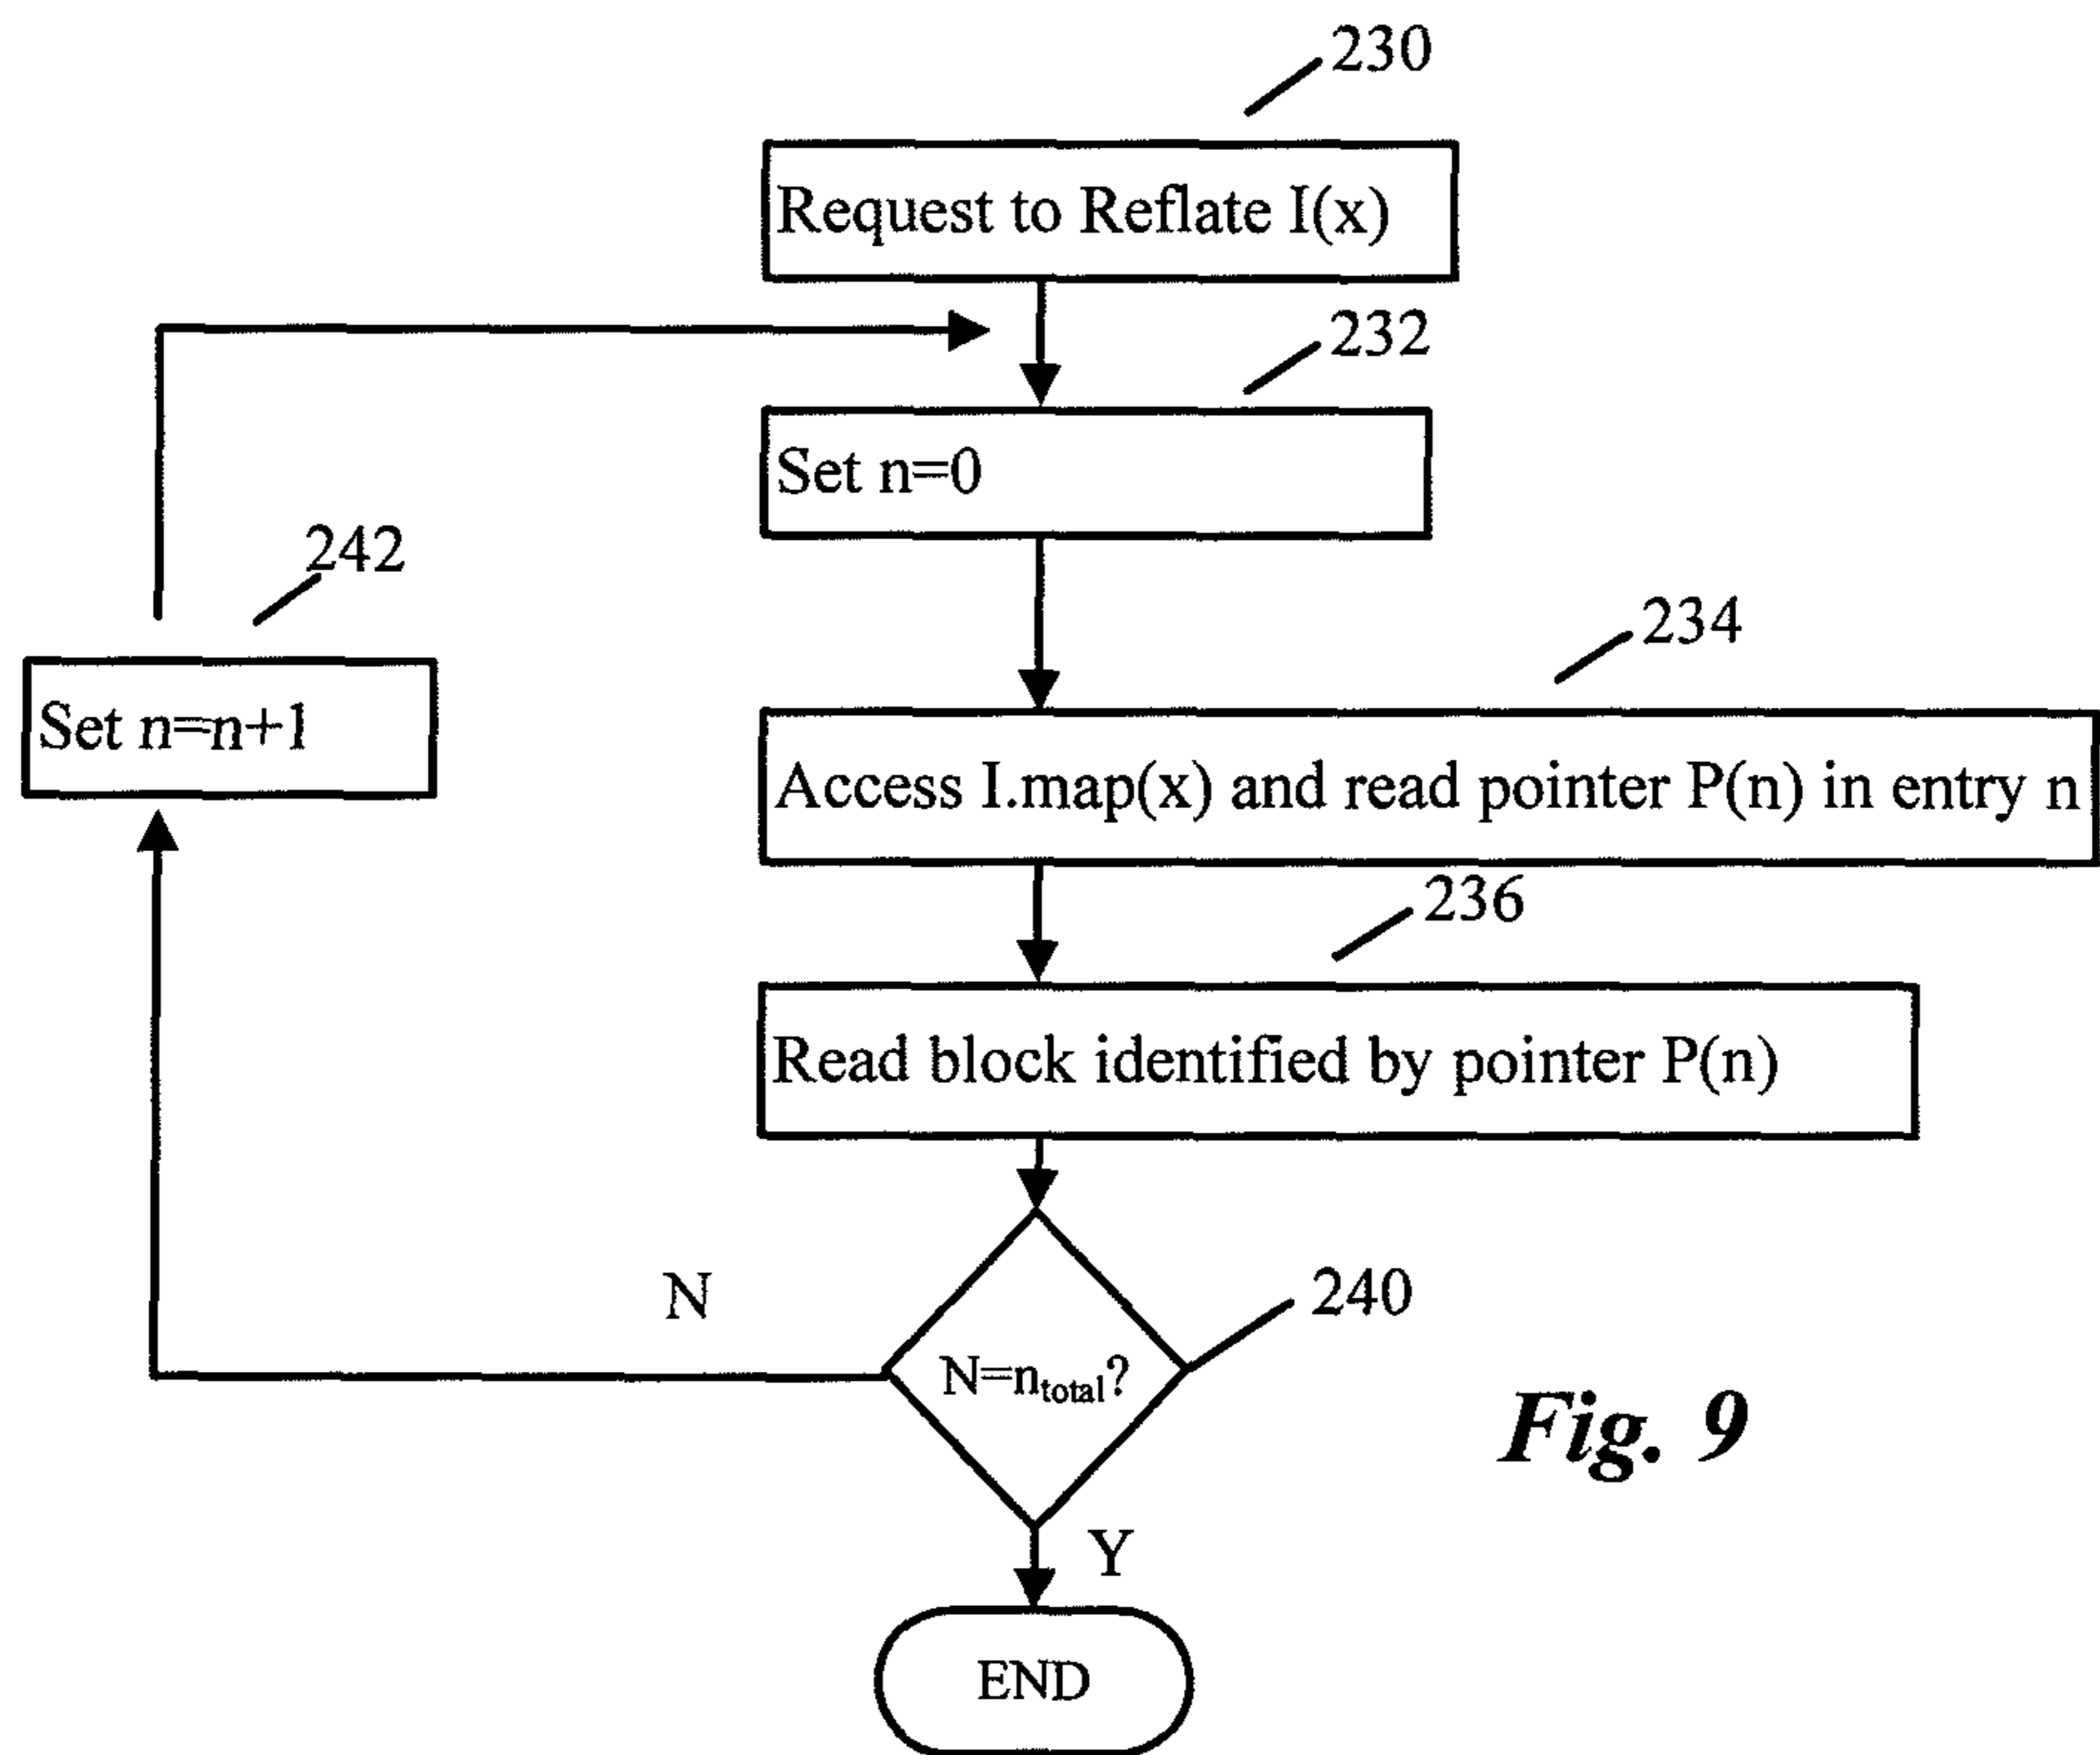 230
Request to Reflate I(x)
232
Set n=0
242
Set n=n+1
234
Access I.map(x) and read pointer P(n) in entry n
236
Read block identified by pointer P(n)
N
240
N=n_total?
Y
END
Fig. 9